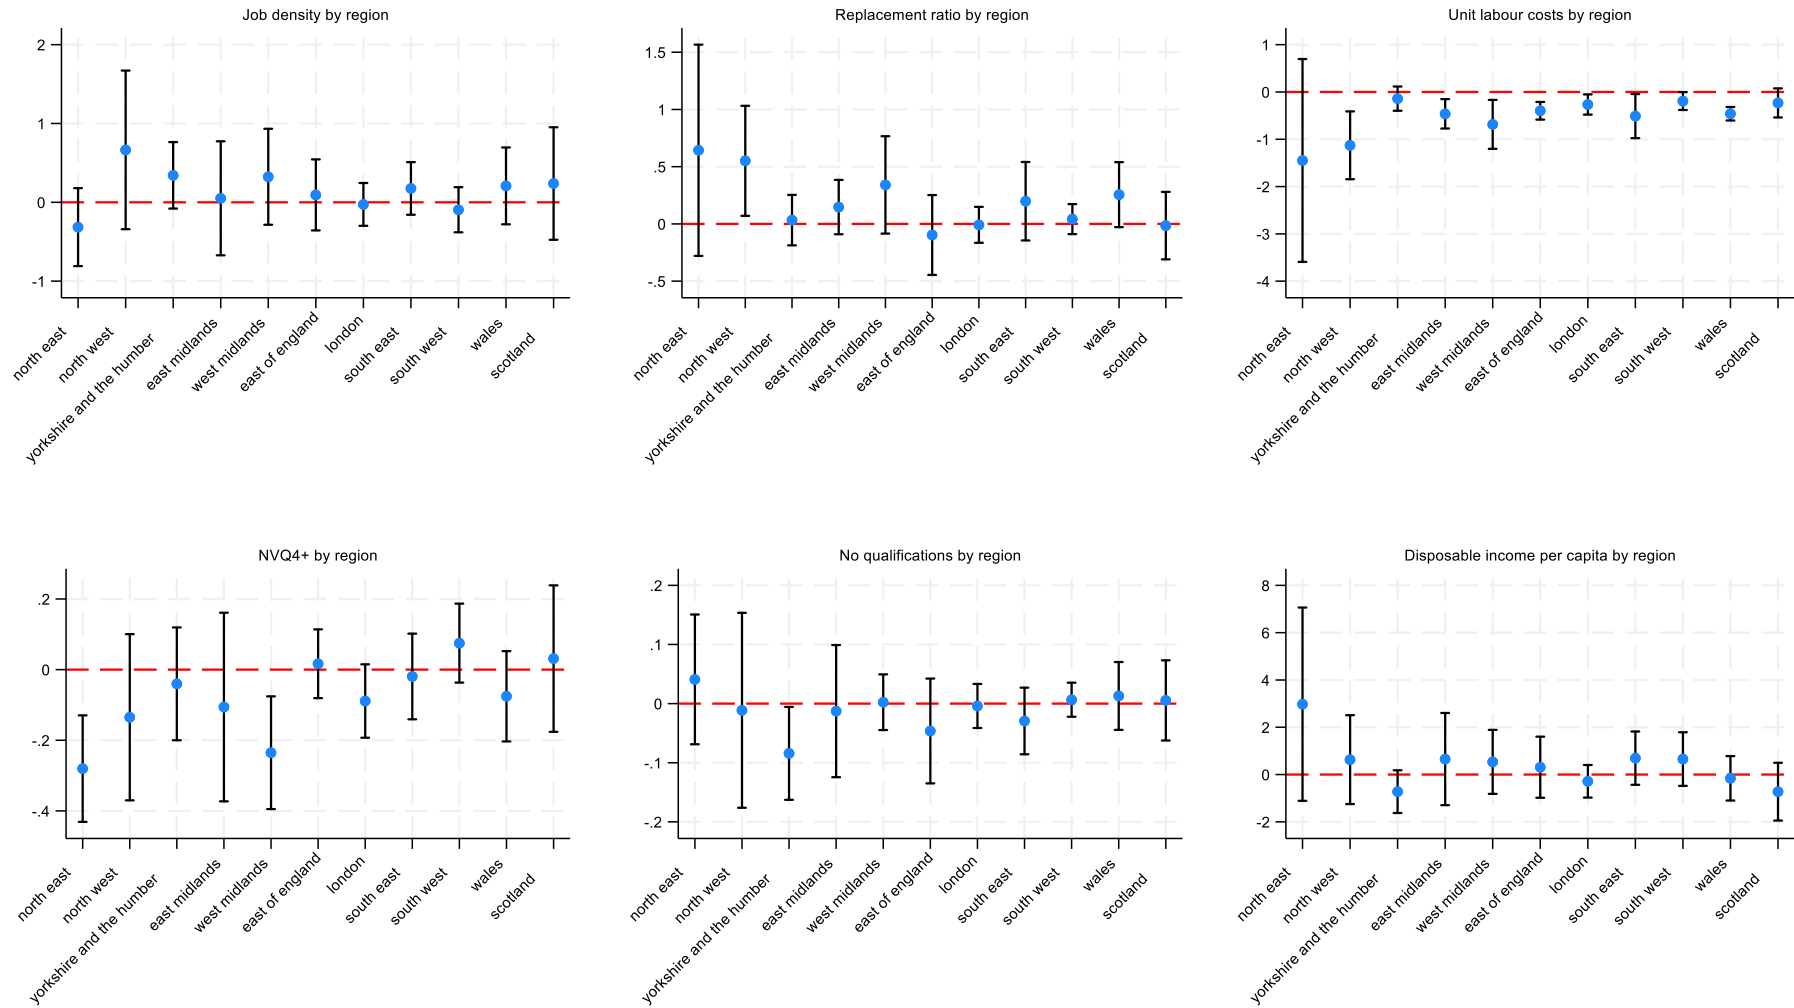 Job density by region
2
1
0
-1
north east
north west
yorkshire and the humber
east midlands
west midlands
east of england
london
south east
south west
wales
scotland
Replacement ratio by region
1.5
1
.5
0
-.5
north east
north west
yorkshire and the humber
east midlands
west midlands
east of england
london
south east
south west
wales
scotland
Unit labour costs by region
1
0
-1
-2
-3
-4
north east
north west
yorkshire and the humber
east midlands
west midlands
east of england
london
south east
south west
wales
scotland
NVQ4+ by region
.2
0
-.2
-.4
north east
north west
yorkshire and the humber
east midlands
west midlands
east of england
london
south east
south west
wales
scotland
No qualifications by region
.2
.1
0
-.1
-.2
north east
north west
yorkshire and the humber
east midlands
west midlands
east of england
london
south east
south west
wales
scotland
Disposable income per capita by region
8
6
4
2
0
-2
north east
north west
yorkshire and the humber
east midlands
west midlands
east of england
london
south east
south west
wales
scotland